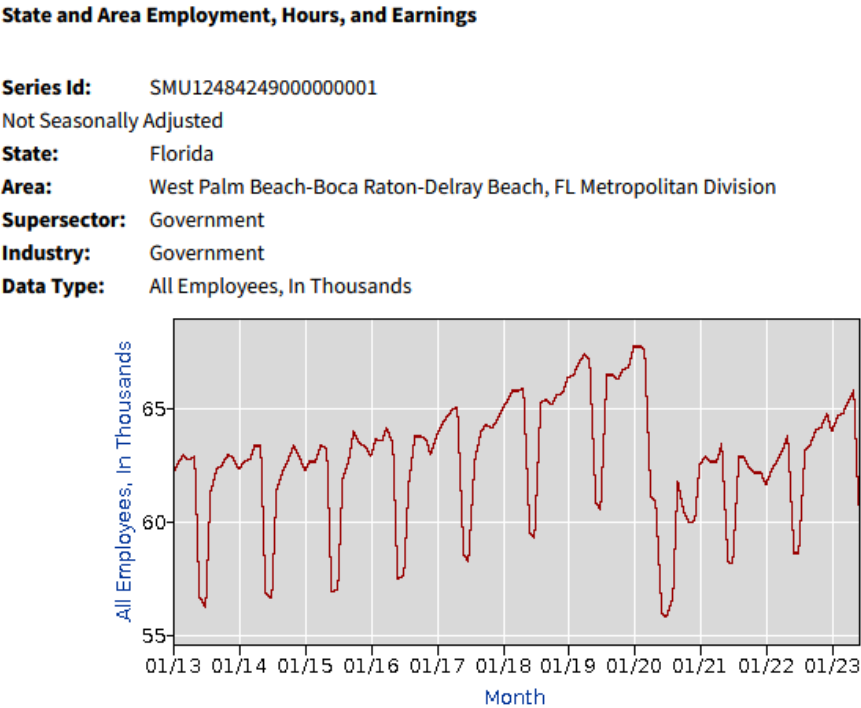 State and Area Employment, Hours, and Earnings
Series Id: SMU12484249000000001
Not Seasonally Adjusted
State: Florida
Area: West Palm Beach-Boca Raton-Delray Beach, FL Metropolitan Division
Supersector: Government
Industry: Government
Data Type: All Employees, In Thousands
All Employees, In Thousands
65
60
55
01/13 01/14 01/15 01/16 01/17 01/18 01/19 01/20 01/21 01/22 01/23
Month